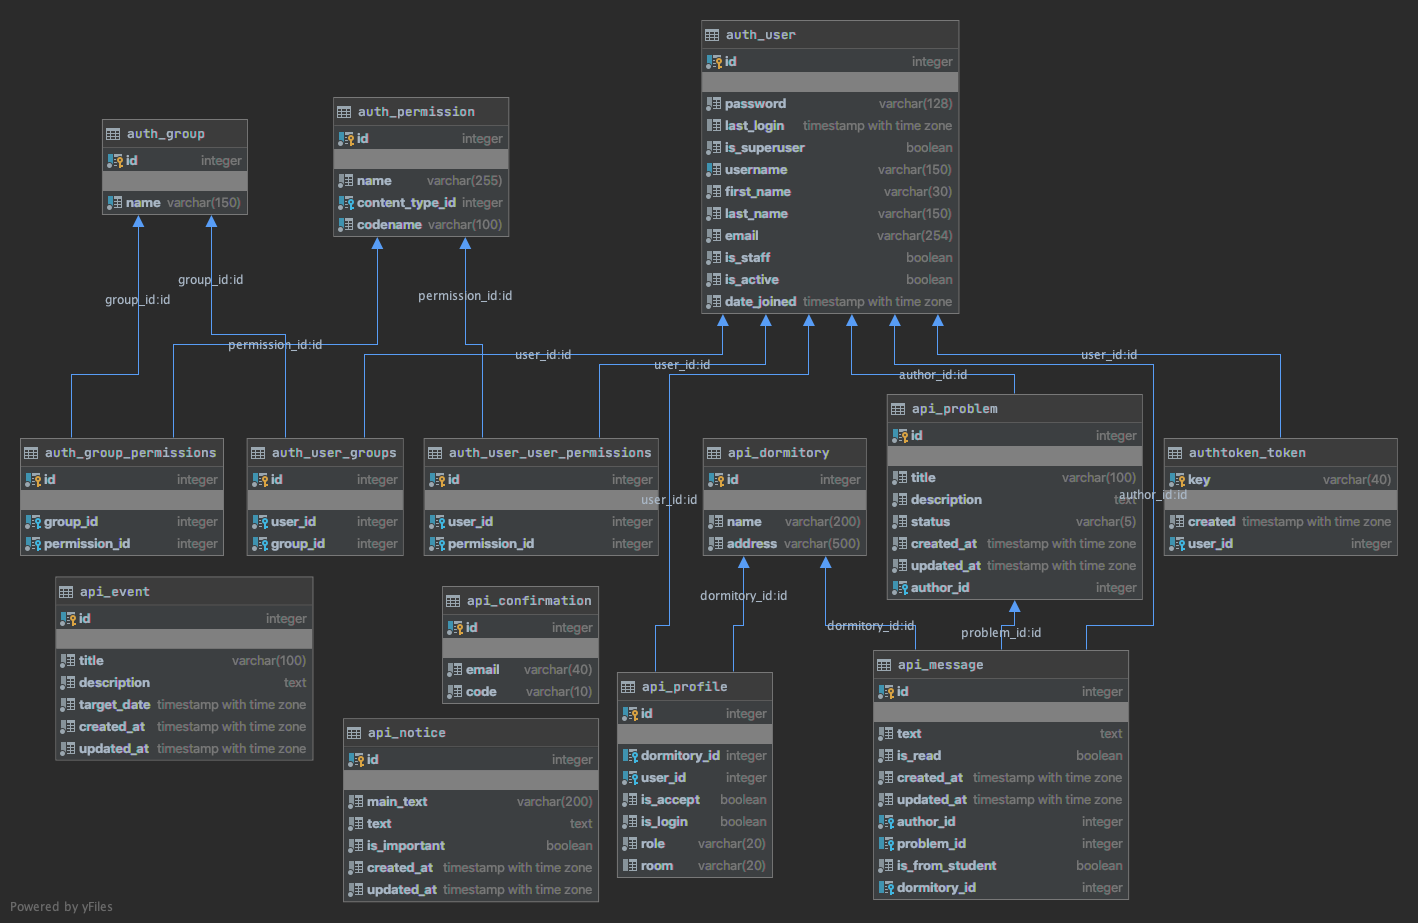 auth_user
id integer
password varchar(128)
last_login timestamp with time zone
is_superuser boolean
username varchar(150)
first_name varchar(30)
last_name varchar(150)
email varchar(254)
is_staff boolean
is_active boolean
date_joined timestamp with time zone
auth_permission
id integer
name varchar(255)
content_type_id integer
codename varchar(100)
auth_group
id integer
name varchar(150)
group_id:id
group_id:id
permission_id:id
permission_id:id
user_id:id
user_id:id
author_id:id
user_id:id
auth_group_permissions
id integer
group_id integer
permission_id integer
auth_user_groups
id integer
user_id integer
group_id integer
auth_user_user_permissions
id integer
user_id integer
permission_id integer
user_id:id
api_dormitory
id integer
name varchar(200)
address varchar(500)
api_problem
id integer
title varchar(100)
description text
status varchar(5)
created_at timestamp with time zone
updated_at timestamp with time zone
author_id integer
author_id:id
authtoken_token
key varchar(40)
created timestamp with time zone
user_id integer
api_event
id integer
title varchar(100)
description text
target_date timestamp with time zone
created_at timestamp with time zone
updated_at timestamp with time zone
api_confirmation
id integer
email varchar(40)
code varchar(10)
dormitory_id:id
dormitory_id:id
problem_id:id
api_notice
id integer
main_text varchar(200)
text text
is_important boolean
created_at timestamp with time zone
updated_at timestamp with time zone
api_profile
id integer
dormitory_id integer
user_id integer
is_accept boolean
is_login boolean
role varchar(20)
room varchar(20)
api_message
id integer
text text
is_read boolean
created_at timestamp with time zone
updated_at timestamp with time zone
author_id integer
problem_id integer
is_from_student boolean
dormitory_id integer
Powered by yFiles